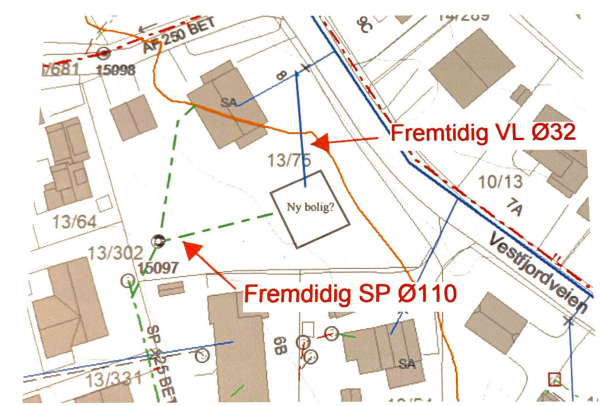 AF 250 BET
9C
14/289
/681
15098
8
SA
Fremtidig VL Ø32
13/75
10/13
7A
Ny bolig?
13/64
13/302
15097
Vestfjordveien
Fremdidig SP Ø110
SP 225 BET
6B
SA
13/331